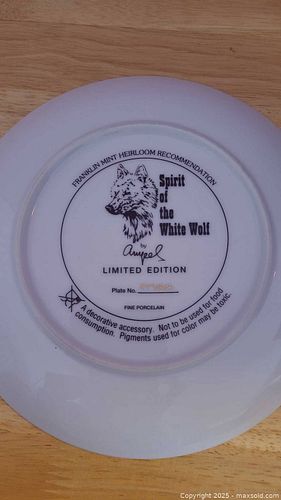 FRANKLIN MINT HEIRLOOM RECOMMENDATION
Spirit
of
the
White Wolf
by
LIMITED EDITION
Plate No.
FINE PORCELAIN
A decorative accessory. Not to be used for food
consumption. Pigments used for color may be toxic.
Copyright 2025 - maxsold.com